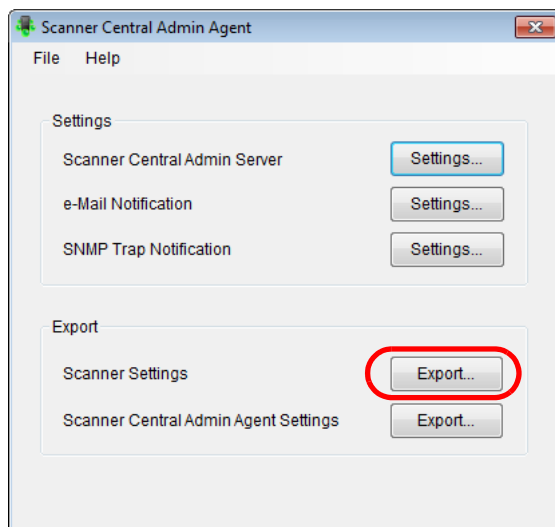 Scanner Central Admin Agent
File Help
Settings
Scanner Central Admin Server Settings...
e-Mail Notification Settings...
SNMP Trap Notification Settings...
Export
Scanner Settings Export...
Scanner Central Admin Agent Settings Export...